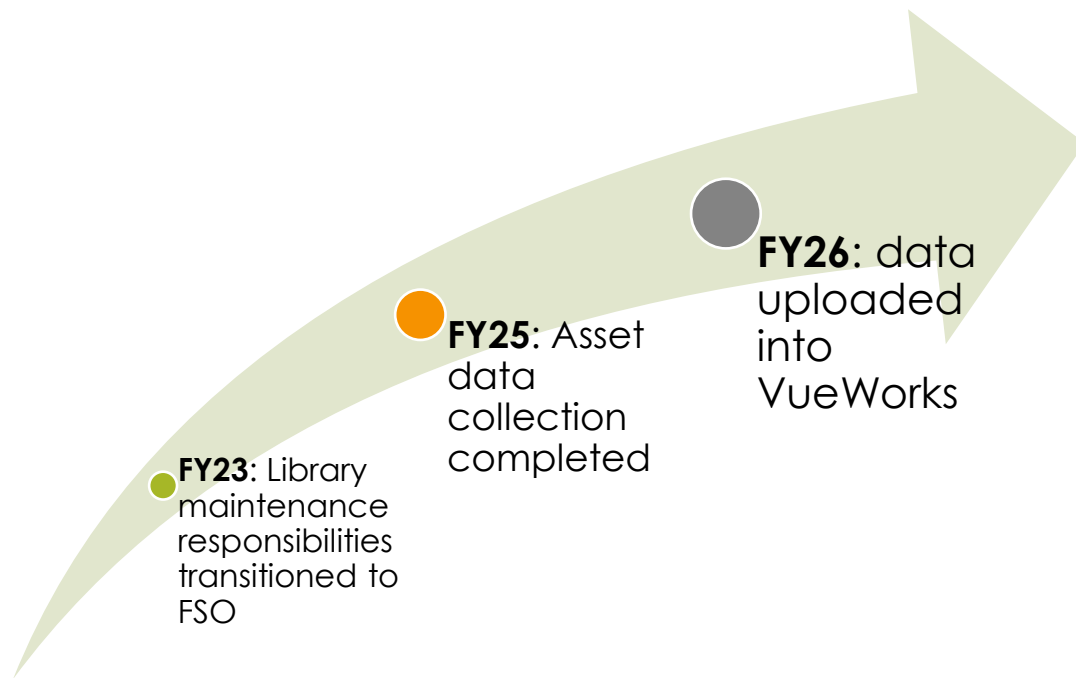 FY23: Library
maintenance
responsibilities
transitioned to
FSO
FY25: Asset
data
collection
completed
FY26: data
uploaded
into
VueWorks